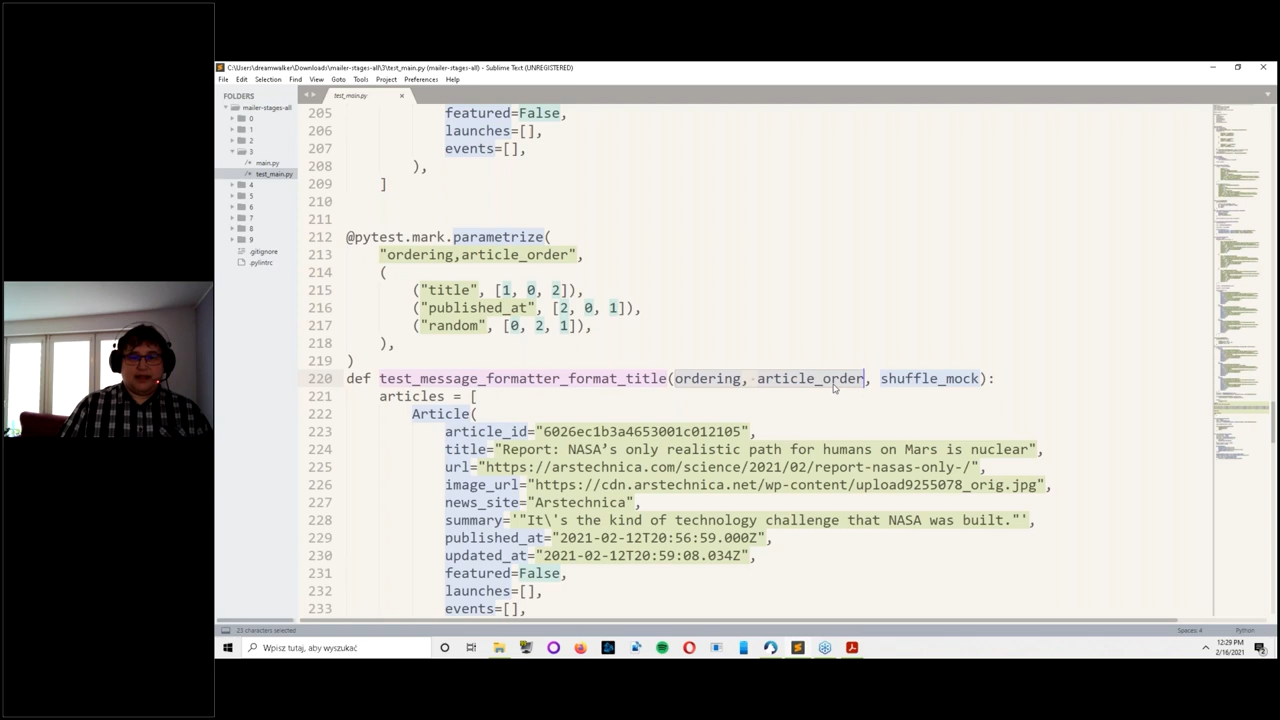 C:\Users\dreamwalker\Downloads\mailer-stages-all\3\test_main.py (mailer-stages-all) - Sublime Text (UNREGISTERED)
File Edit Selection Find View Goto Tools Project Preferences Help
FOLDERS
mailer-stages-all
0
1
2
3
main.py
test_main.py
4
5
6
7
8
9
.gitignore
.pylintrc
test_main.py
205 featured=False,
206 launches=[],
207 events=[],
208 ),
209 ]
210
211
212 @pytest.mark.parametrize(
213 "ordering,article_order",
214 (
215 ("title", [1, 0, 2]),
216 ("published_at", [2, 0, 1]),
217 ("random", [0, 2, 1]),
218 ),
219 )
220 def test_message_formatter_format_title(ordering, article_order, shuffle_mock):
221 articles = [
222 Article(
223 article_id="6026ec1b3a4653001c012105",
224 title="Report: NASA's only realistic path for humans on Mars is nuclear",
225 url="https://arstechnica.com/science/2021/02/report-nasas-only-/",
226 image_url="https://cdn.arstechnica.net/wp-content/upload9255078_orig.jpg",
227 news_site="Arstechnica",
228 summary='"It\'s the kind of technology challenge that NASA was built."',
229 published_at="2021-02-12T20:56:59.000Z",
230 updated_at="2021-02-12T20:59:08.034Z",
231 featured=False,
232 launches=[],
233 events=[],
23 characters selected
Spaces: 4
Python
Wpisz tutaj, aby wyszukać
12:29 PM
2/16/2021